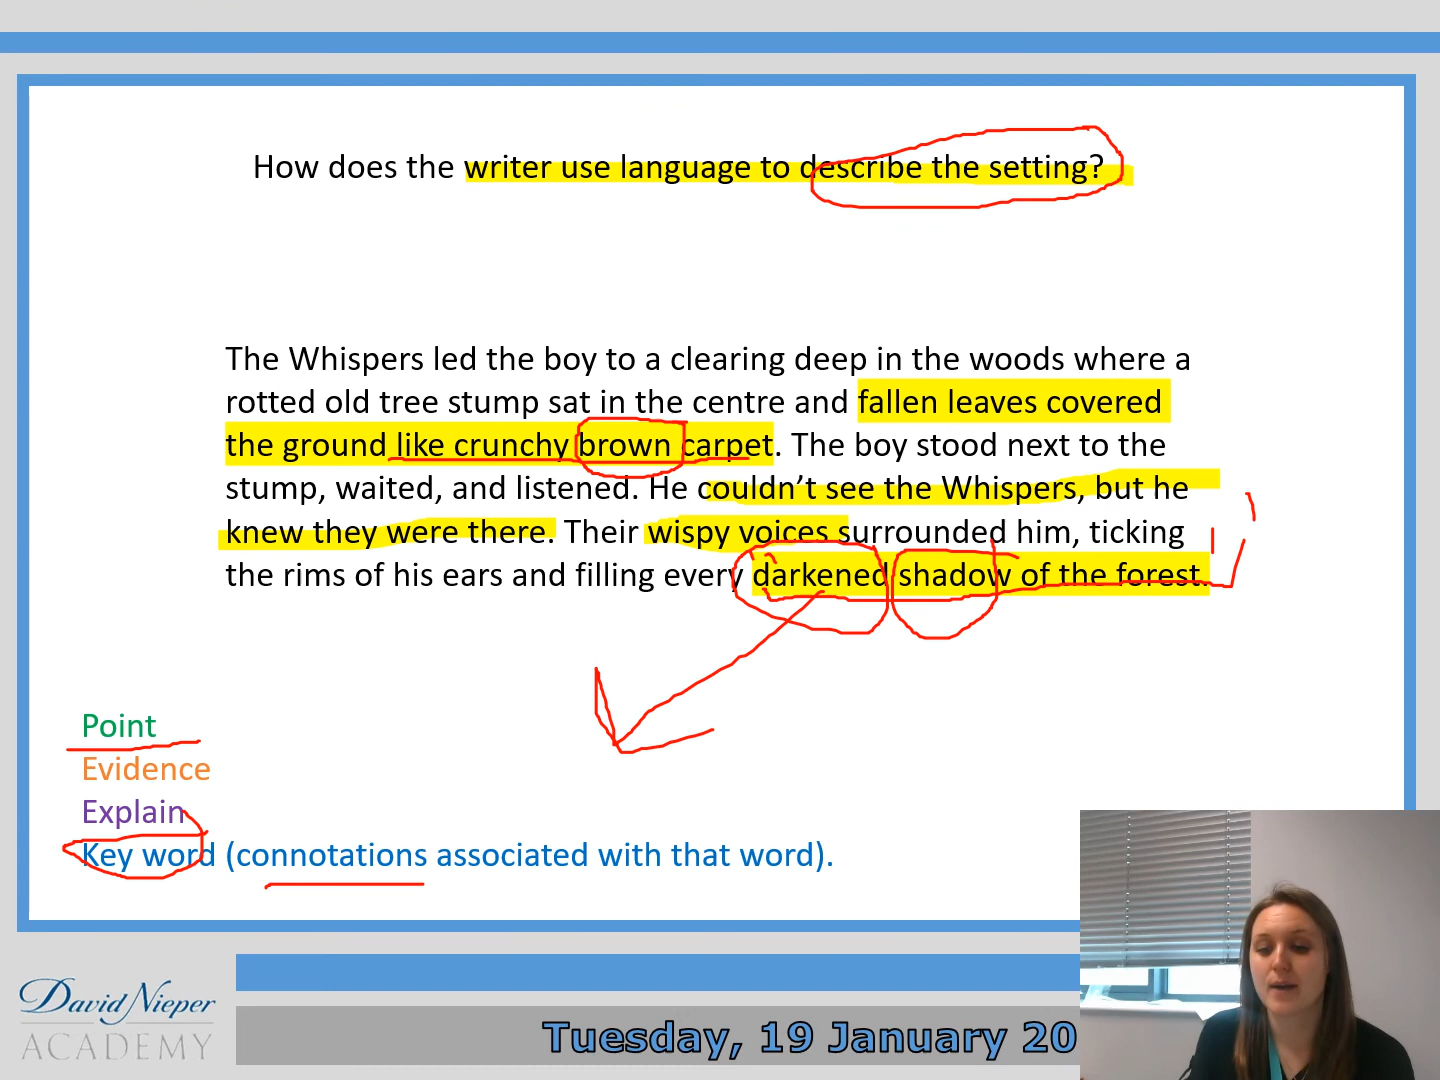 How does the writer use language to describe the setting?
The Whispers led the boy to a clearing deep in the woods where a
rotted old tree stump sat in the centre and fallen leaves covered
the ground like crunchy brown carpet. The boy stood next to the
stump, waited, and listened. He couldn't see the Whispers, but he
knew they were there. Their wispy voices surrounded him, ticking
the rims of his ears and filling every darkened shadow of the forest.
Point
Evidence
Explain
Key word (connotations associated with that word).
David Nieper
ACADEMY
Tuesday, 19 January 20